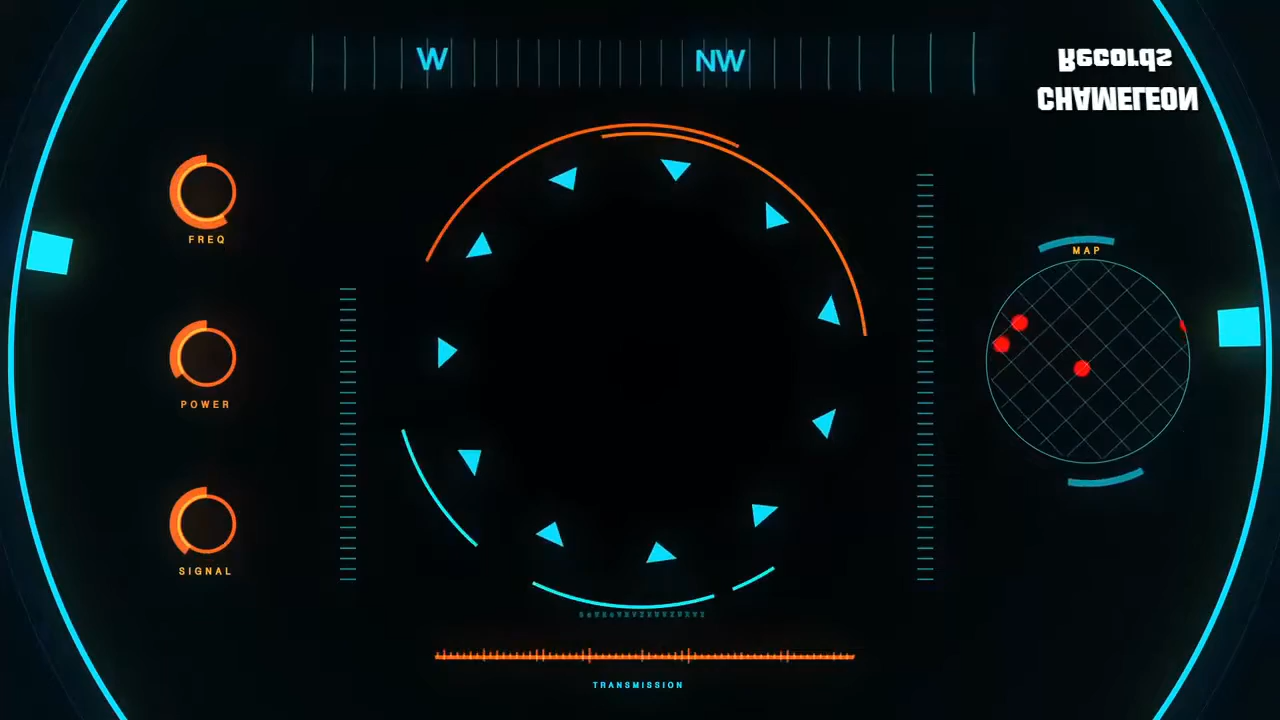 W NW
Records
CHAMELEON
FREQ
MAP
POWER
SIGNAL
TRANSMISSION